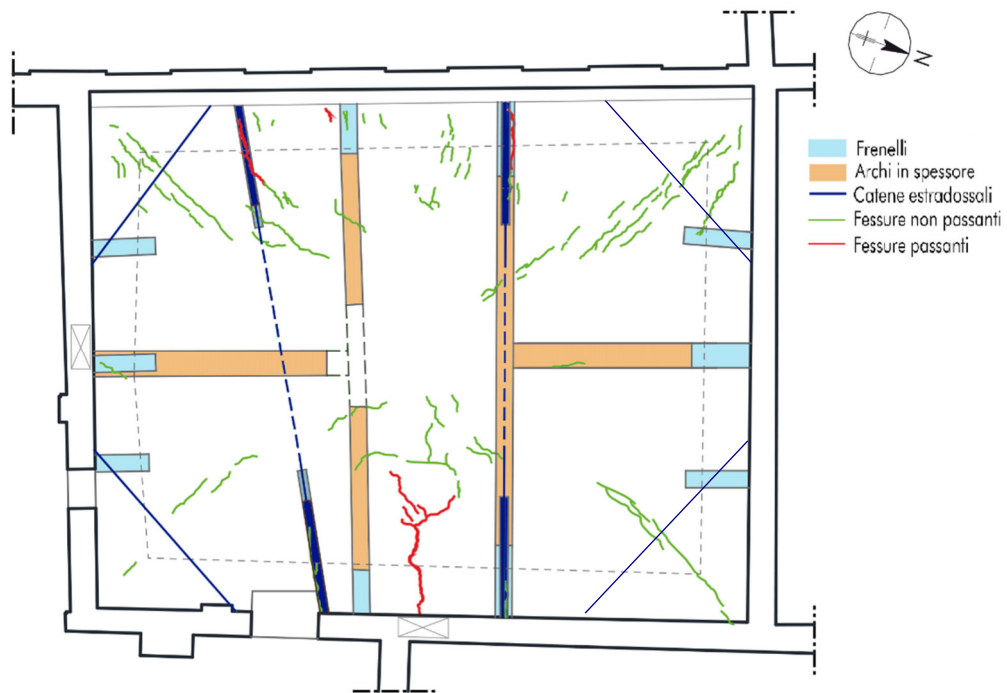 N
Frenelli
Archi in spessore
Catene estradossali
Fessure non passanti
Fessure passanti